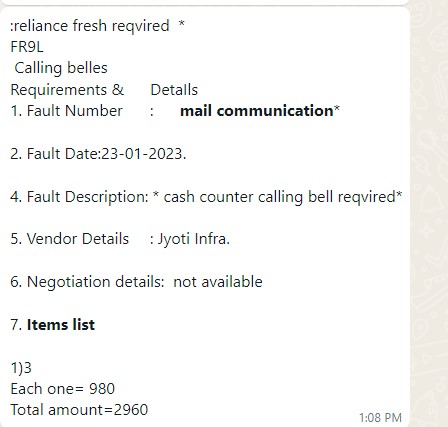 :reliance fresh reqvired *
FR9L
Calling belles
Requirements & Detalls
1. Fault Number : mail communication*
2. Fault Date:23-01-2023.
4. Fault Description: * cash counter calling bell reqvired*
5. Vendor Details : Jyoti Infra.
6. Negotiation details: not available
7. Items list
1)3
Each one= 980
Total amount=2960
1:08 PM